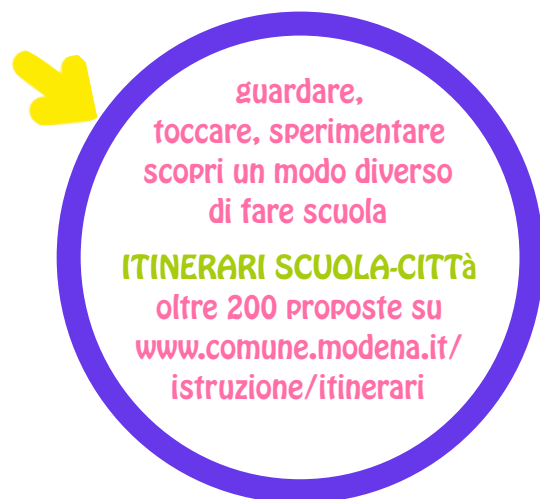 guardare,
toccare, sperimentare
scopri un modo diverso
di fare scuola
ITINERARI SCUOLA-CITTà
oltre 200 proposte su
www.comune.modena.it/
istruzione/itinerari